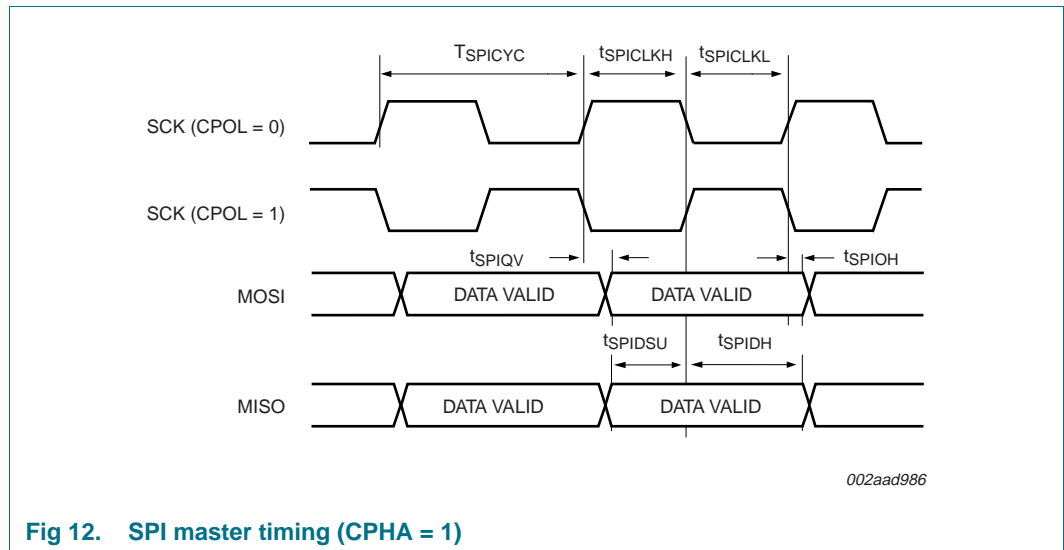 TSPICYC tSPICLKH tSPICLKL
SCK (CPOL = 0)
SCK (CPOL = 1)
tSPIQV tSPIOH
MOSI DATA VALID DATA VALID
tSPIDSU tSPIDH
MISO DATA VALID DATA VALID
002aad986
Fig 12. SPI master timing (CPHA = 1)